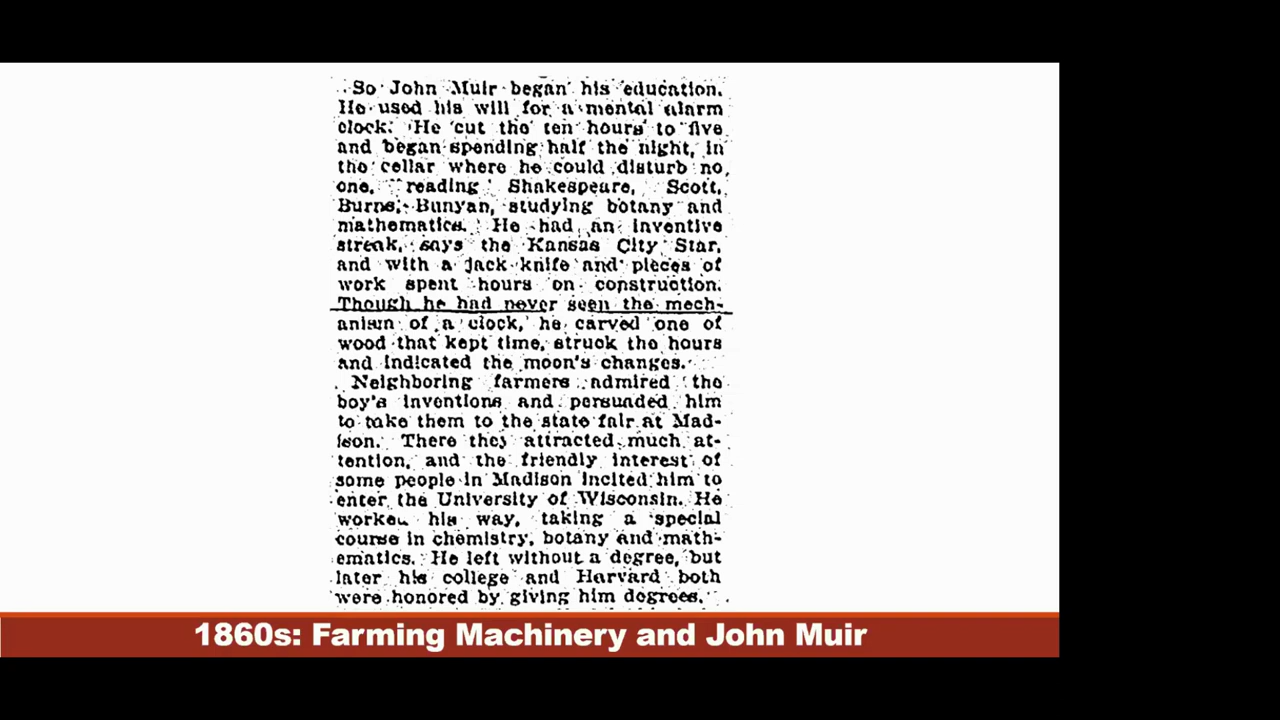 So John Muir began his education.
He used his will for a mental alarm
clock. He cut the ten hours to five
and began spending half the night, in
the cellar where he could disturb no
one, reading Shakespeare, Scott,
Burns, Bunyan, studying botany and
mathematics. He had an inventive
streak, says the Kansas City Star,
and with a jack knife and pieces of
work spent hours on construction.
Though he had never seen the mech-
anism of a clock, he carved one of
wood that kept time, struck the hours
and indicated the moon's changes.
Neighboring farmers admired the
boy's inventions and persuaded him
to take them to the state fair at Mad-
ison. There they attracted much at-
tention, and the friendly interest of
some people in Madison incited him to
enter the University of Wisconsin. He
worked his way, taking a special
course in chemistry, botany and math-
ematics. He left without a degree, but
later his college and Harvard both
were honored by giving him degrees.
1860s: Farming Machinery and John Muir